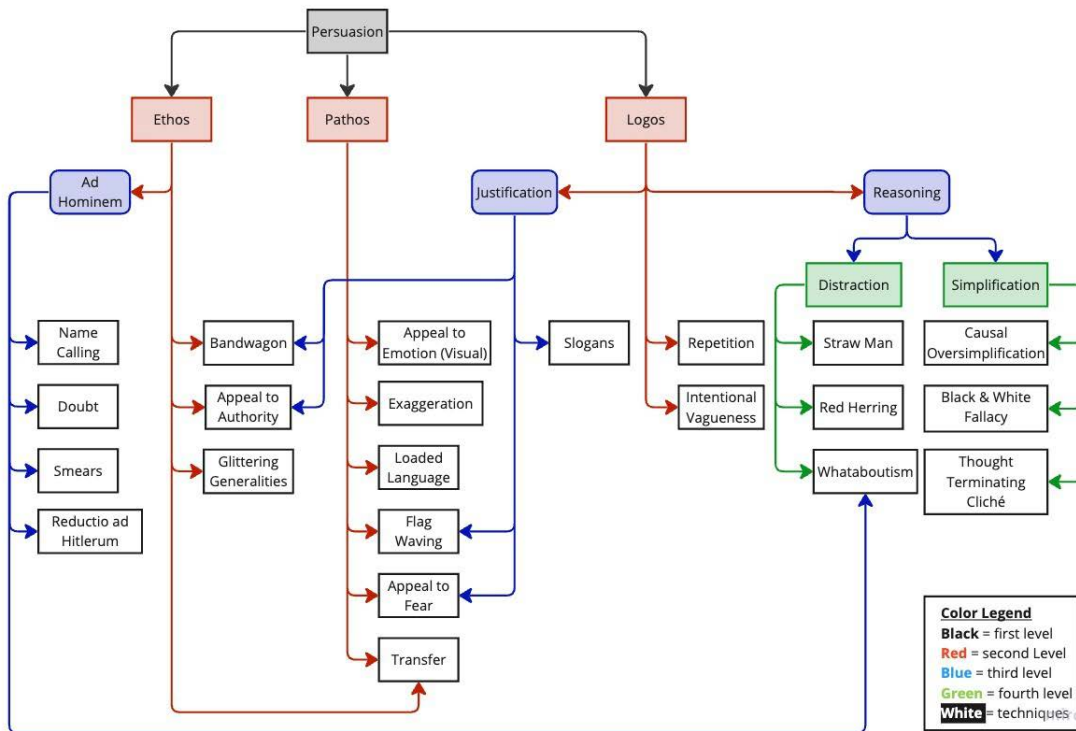 Persuasion
Ethos
Pathos
Logos
Ad
Hominem
Justification
Reasoning
Distraction
Simplification
Name
Calling
Bandwagon
Appeal to
Emotion (Visual)
Slogans
Repetition
Straw Man
Causal
Oversimplification
Doubt
Appeal to
Authority
Exaggeration
Intentional
Vagueness
Red Herring
Black & White
Fallacy
Smears
Glittering
Generalities
Loaded
Language
Whataboutism
Thought
Terminating
Cliché
Reductio ad
Hitlerum
Flag
Waving
Appeal to
Fear
Transfer
Color Legend
Black = first level
Red = second Level
Blue = third level
Green = fourth level
White = techniques